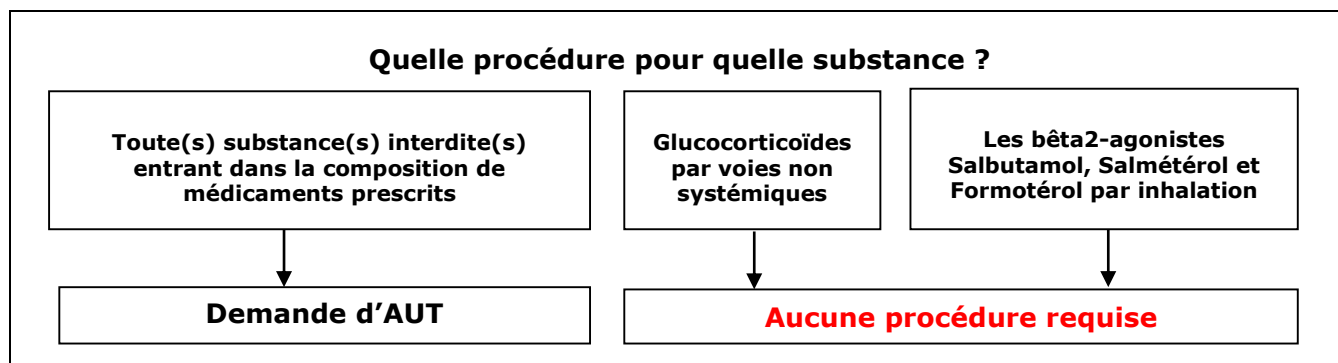 Quelle procédure pour quelle substance ?
Toute(s) substance(s) interdite(s)
entrant dans la composition de
médicaments prescrits
Glucocorticoïdes
par voies non
systémiques
Les bêta2-agonistes
Salbutamol, Salmétérol et
Formotérol par inhalation
Demande d’AUT
Aucune procédure requise